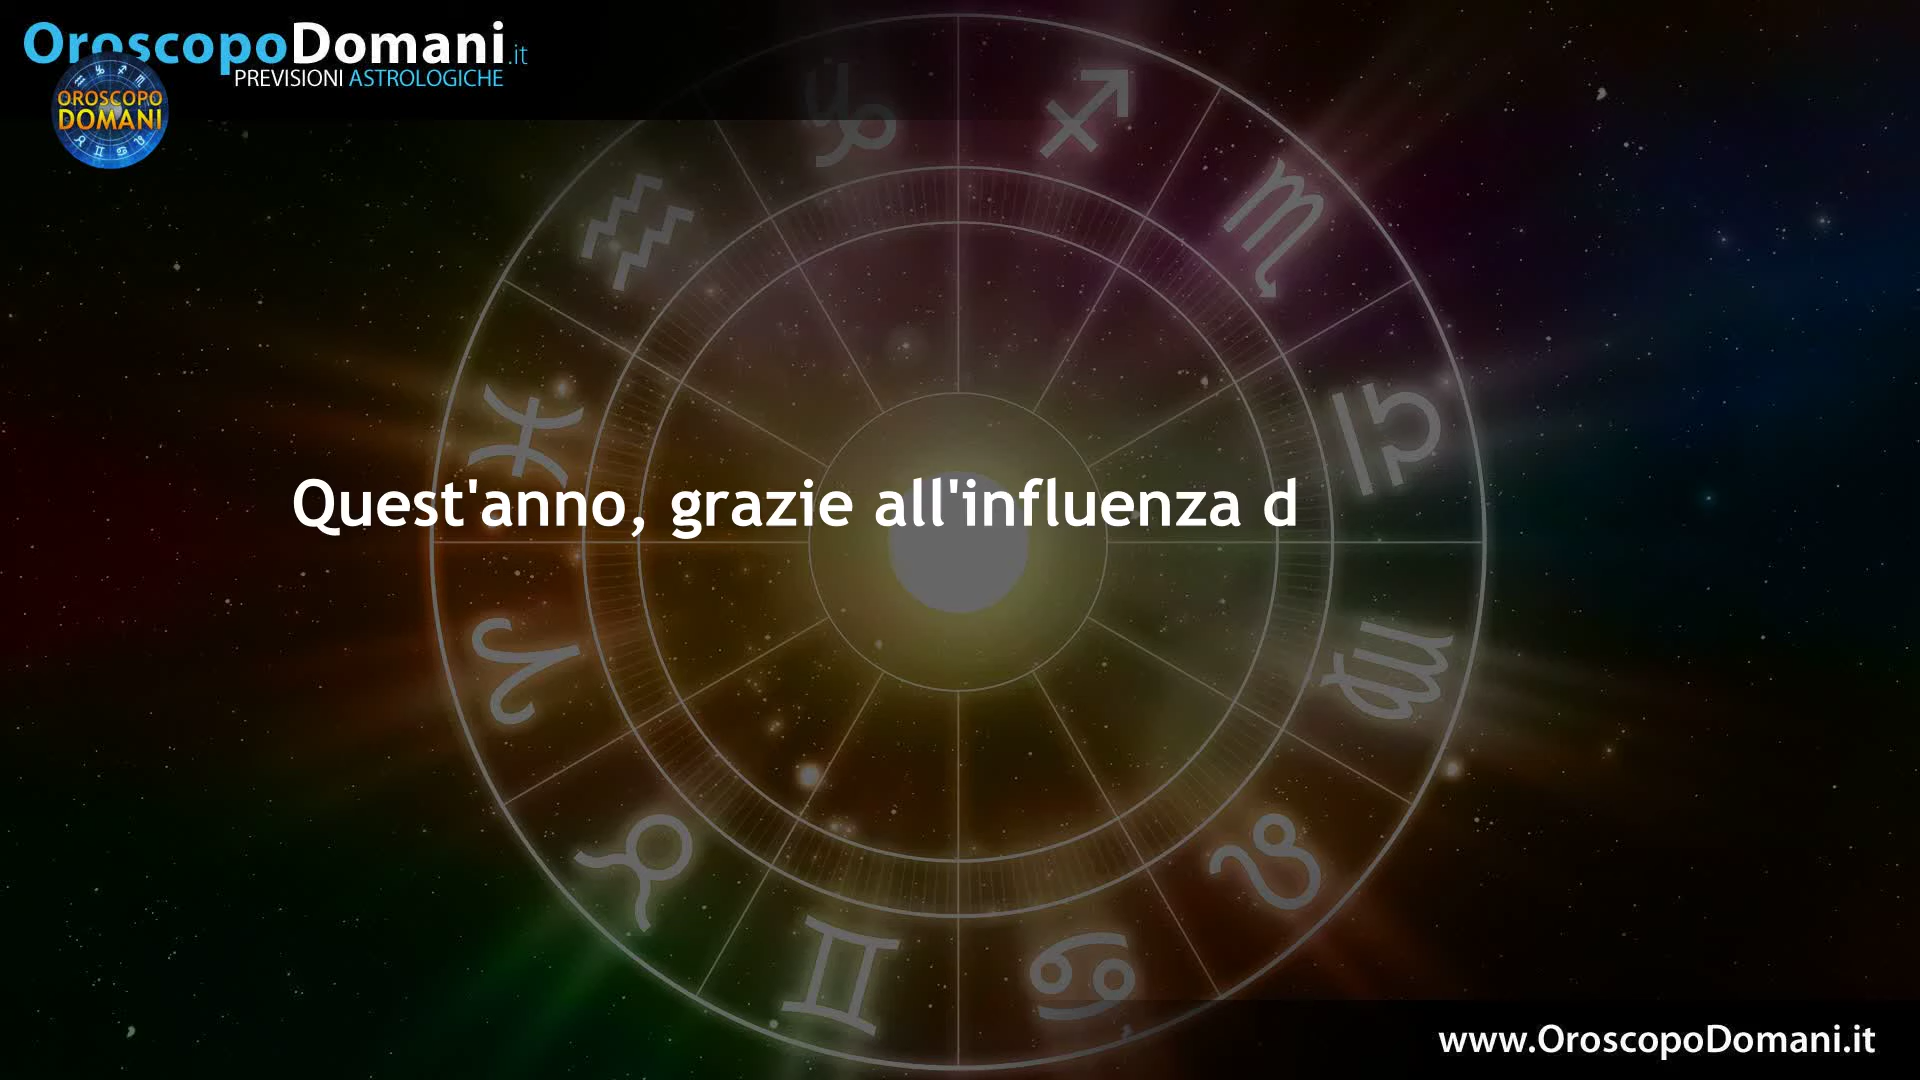 OroscopoDomani.it
PREVISIONI ASTROLOGICHE
OROSCOPO
DOMANI
Quest'anno, grazie all'influenza d
www.OroscopoDomani.it